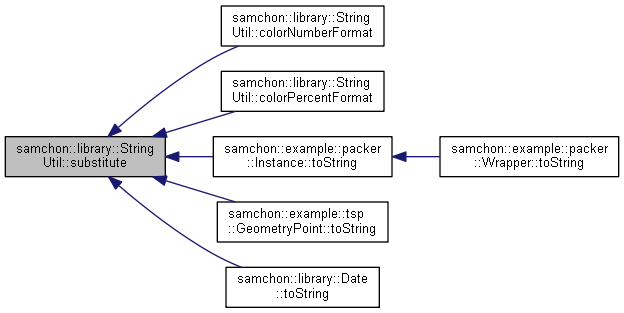 samchon::library::String
Util::colorNumberFormat
samchon::library::String
Util::colorPercentFormat
samchon::library::String
Util::substitute
samchon::example::packer
::Instance::toString
samchon::example::packer
::Wrapper::toString
samchon::example::tsp
::GeometryPoint::toString
samchon::library::Date
::toString